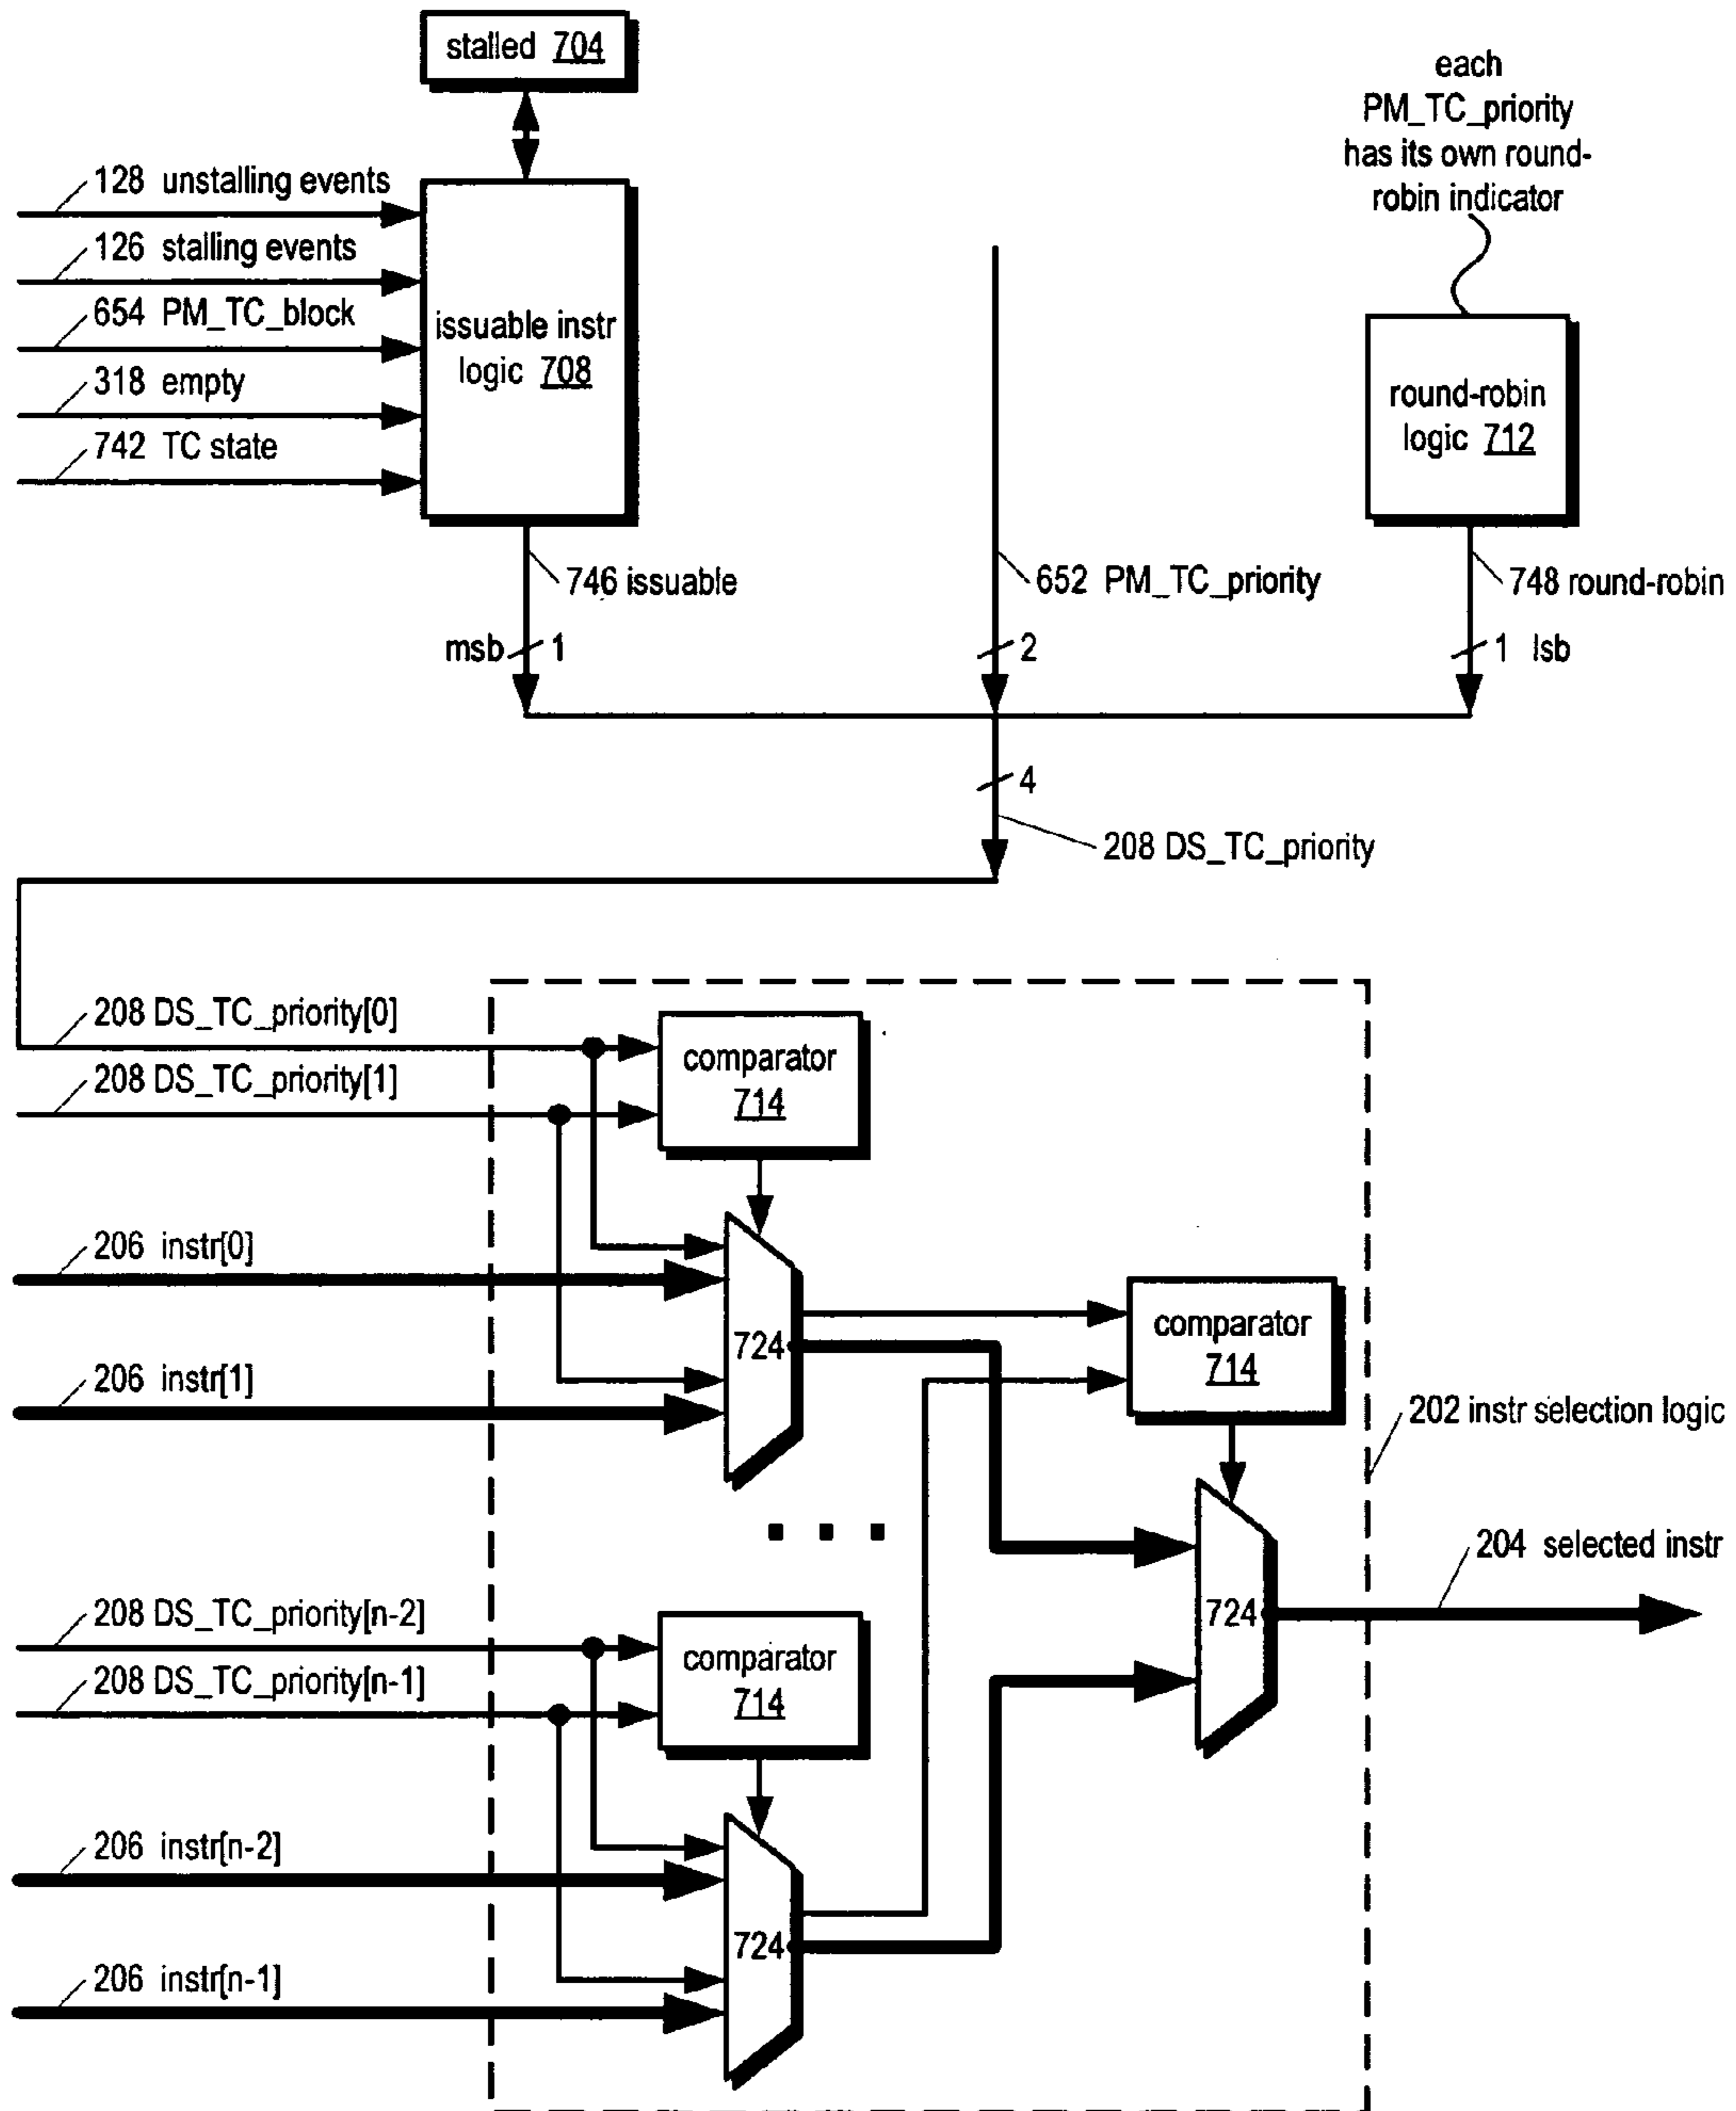 stalled 704
each
PM_TC_priority
has its own round-
robin indicator
128 unstalling events
126 stalling events
654 PM_TC_block
318 empty
742 TC state
issuable instr
logic 708
round-robin
logic 712
746 issuable
652 PM_TC_priority
748 round-robin
msb 1
2
1 lsb
4
208 DS_TC_priority
208 DS_TC_priority[0]
208 DS_TC_priority[1]
comparator
714
206 instr[0]
206 instr[1]
724
comparator
714
202 instr selection logic
204 selected instr
724
208 DS_TC_priority[n-2]
208 DS_TC_priority[n-1]
comparator
714
206 instr[n-2]
206 instr[n-1]
724